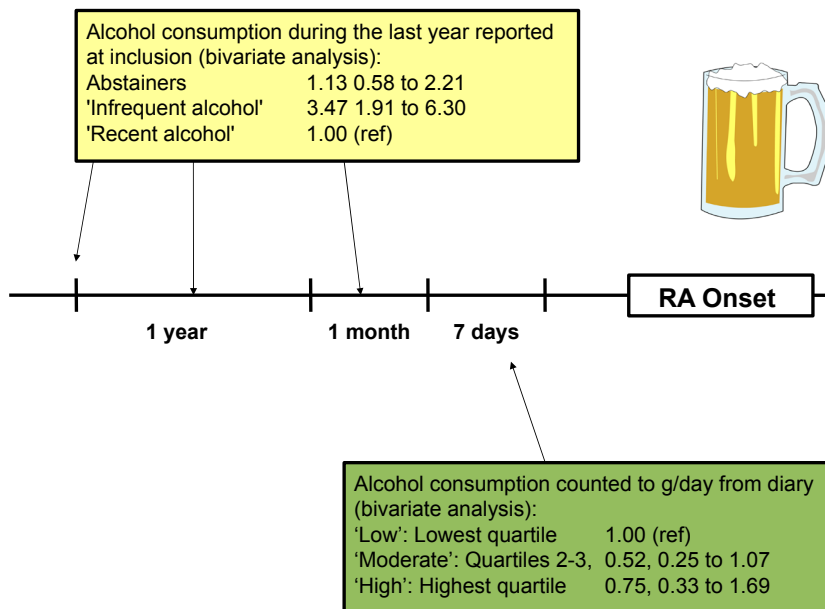 Alcohol consumption during the last year reported
at inclusion (bivariate analysis):
Abstainers 1.13 0.58 to 2.21
'Infrequent alcohol' 3.47 1.91 to 6.30
'Recent alcohol' 1.00 (ref)
RA Onset
1 year 1 month 7 days
Alcohol consumption counted to g/day from diary
(bivariate analysis):
‘Low’: Lowest quartile 1.00 (ref)
‘Moderate’: Quartiles 2-3, 0.52, 0.25 to 1.07
‘High’: Highest quartile 0.75, 0.33 to 1.69